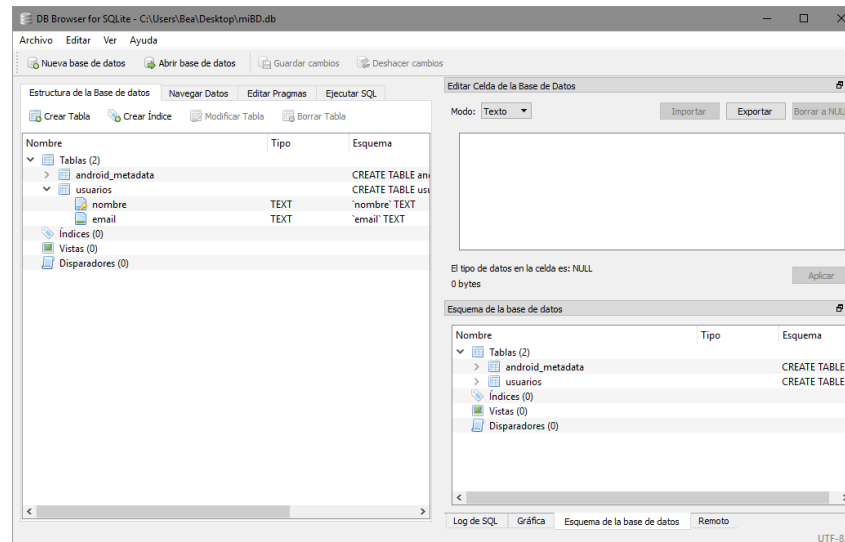 DB Browser for SQLite - C:\Users\Bea\Desktop\miBD.db
Archivo Editar Ver Ayuda
Nueva base de datos Abrir base de datos Guardar cambios Deshacer cambios
Estructura de la Base de datos Navegar Datos Editar Pragmas Ejecutar SQL
Crear Tabla Crear Índice Modificar Tabla Borrar Tabla
Nombre Tipo Esquema
Tablas (2)
android_metadata CREATE TABLE an
usuarios CREATE TABLE usu
nombre TEXT `nombre` TEXT
email TEXT `email` TEXT
Índices (0)
Vistas (0)
Disparadores (0)
Editar Celda de la Base de Datos
Modo: Texto Importar Exportar Borrar a NUL
El tipo de datos en la celda es: NULL
0 bytes
Aplicar
Esquema de la base de datos
Nombre Tipo Esquema
Tablas (2)
android_metadata CREATE TABLE
usuarios CREATE TABLE
Índices (0)
Vistas (0)
Disparadores (0)
Log de SQL Gráfica Esquema de la base de datos Remoto
UTF-8